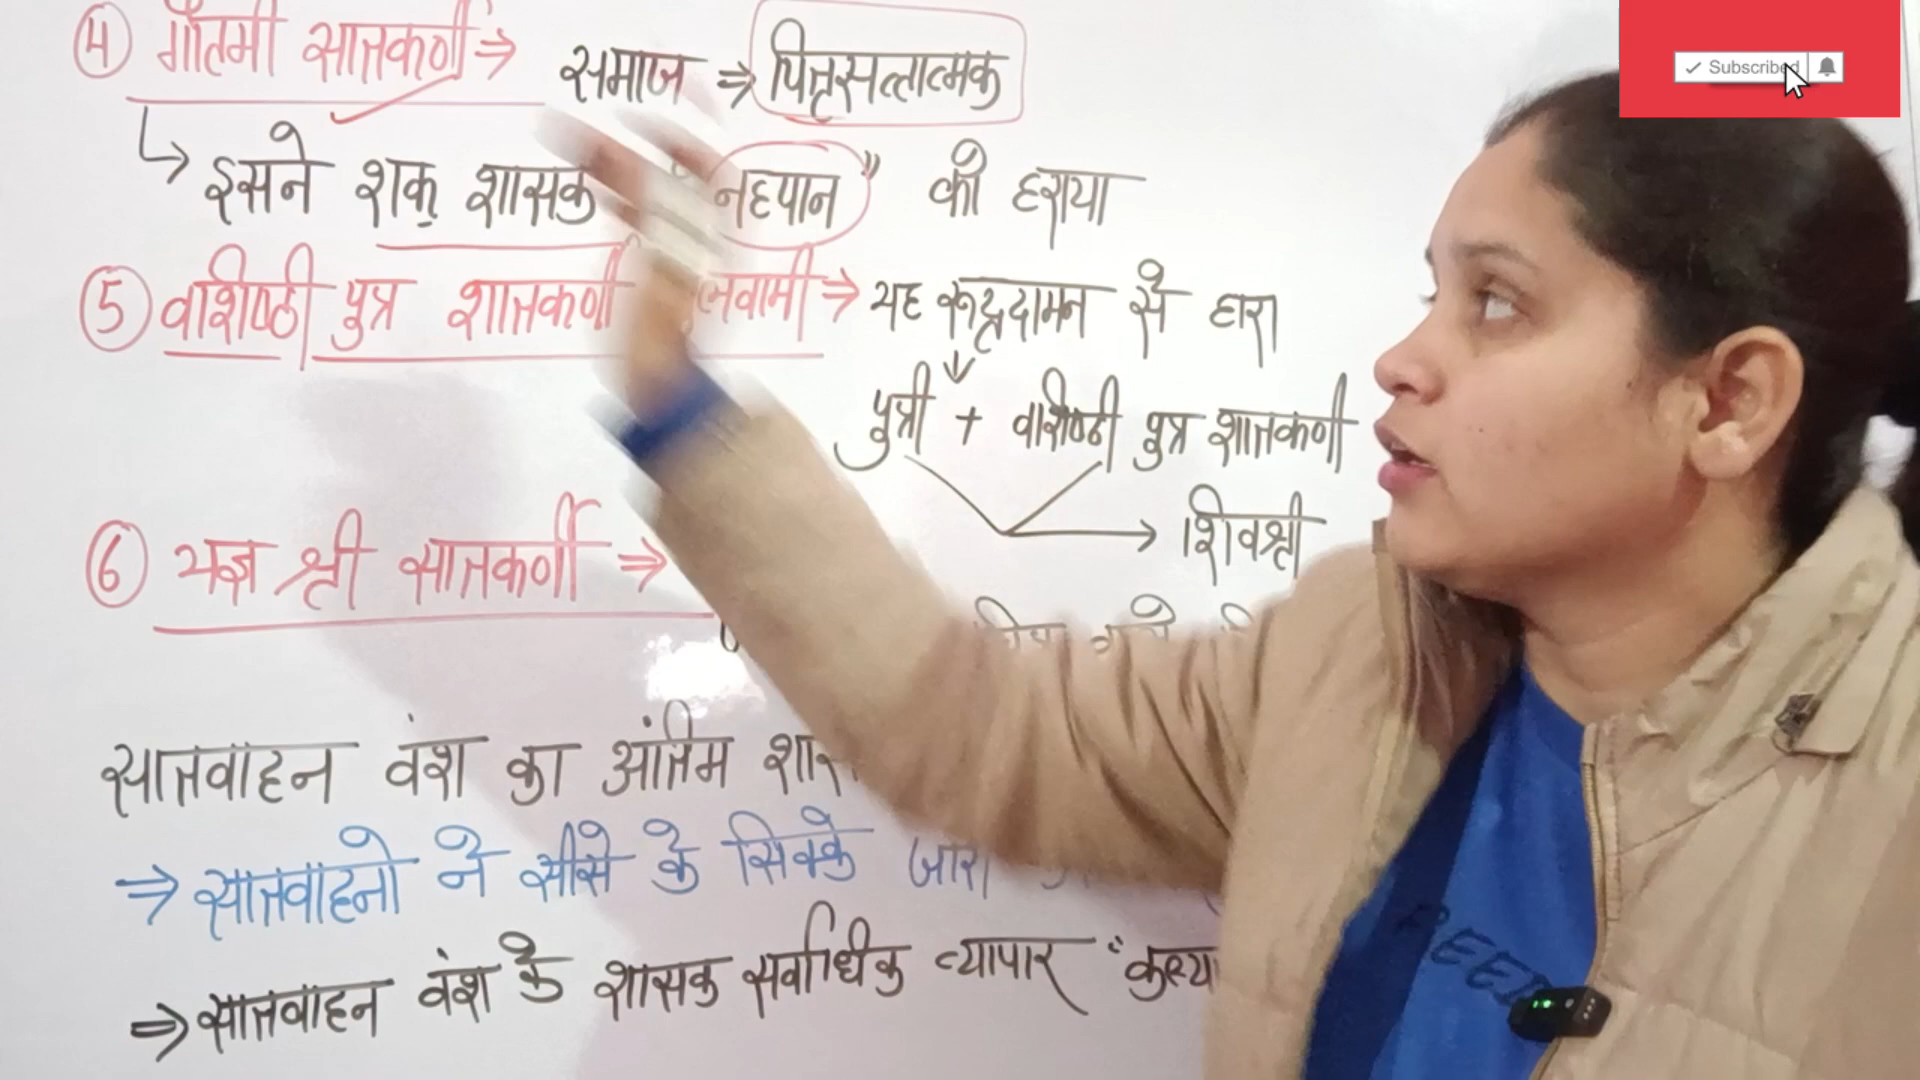 ④ गौतमी सातकर्णी ⇒ समाज ⇒ पितृसत्तात्मक
↳ इसने शक शासक "नहपान" को हराया
⑤ वाशिष्ठी पुत्र शातकर्णी ⇒ यह रूद्रदामन से हारा
पुत्री + वाशिष्ठी पुत्र शातकर्णी
→ शिवश्री
⑥ यज्ञ श्री सातकर्णी ⇒
सातवाहन वंश का अंतिम
⇒ सातवाहनो ने सीसे के सिक्के जारी
⇒ सातवाहन वंश के शासक सर्वाधिक व्यापार
Subscribed